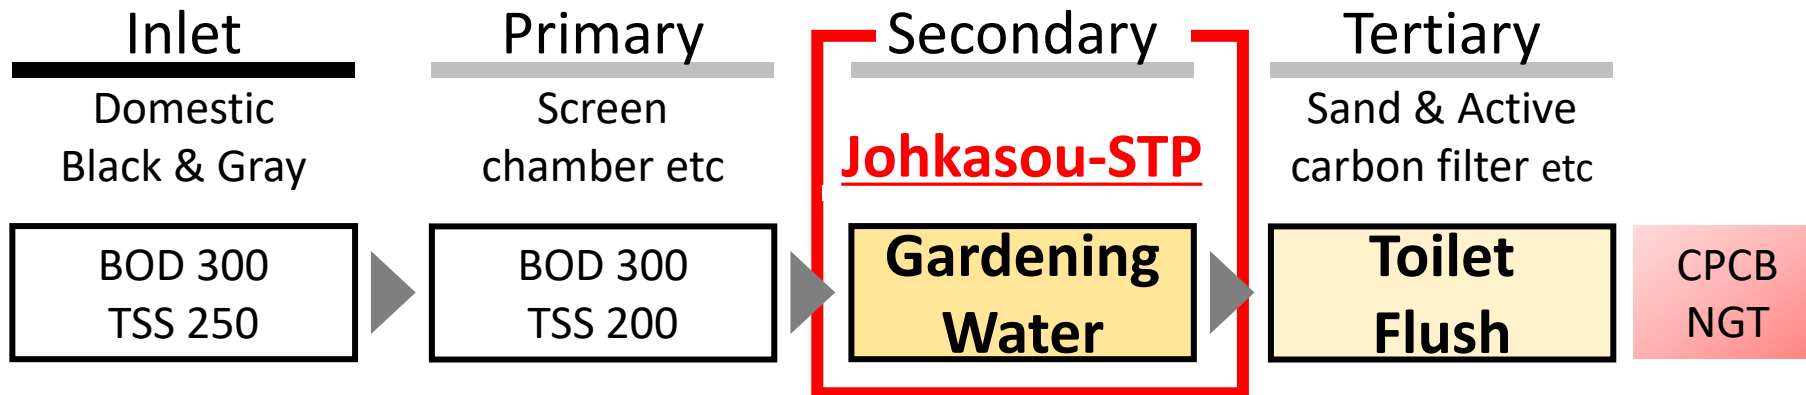 Inlet
Domestic
Black & Gray
BOD 300
TSS 250
Primary
Screen
chamber etc
BOD 300
TSS 200
Secondary
Johkasou-STP
Gardening
Water
Tertiary
Sand & Active
carbon filter etc
Toilet
Flush
CPCB
NGT